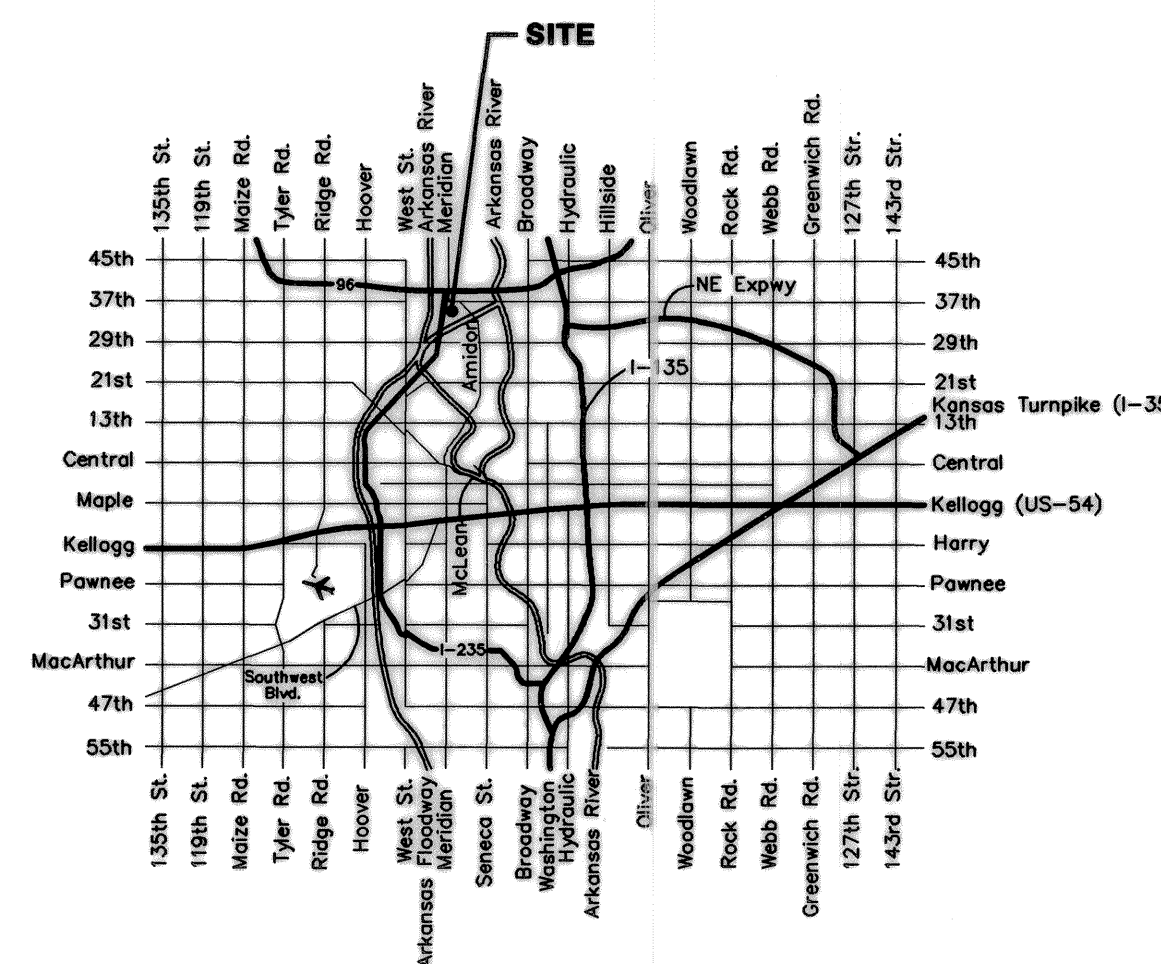 SITE
135th St.
119th St.
Maize Rd.
Tyler Rd.
Ridge Rd.
Hoover
West St.
Arkansas River
Meridian
Arkansas River
Broadway
Hydraulic
Hillside
Oliver
Woodlawn
Rock Rd.
Webb Rd.
Greenwich Rd.
127th Str.
143rd Str.
45th
37th
29th
21st
13th
Central
Maple
Kellogg
Pawnee
31st
MacArthur
47th
55th
96
NE Expwy
Amidon
I-135
McLean
I-235
Southwest
Blvd.
45th
37th
29th
21st
Kansas Turnpike (I-35
13th
Central
Kellogg (US-54)
Harry
Pawnee
31st
MacArthur
47th
55th
135th St.
119th St.
Maize Rd.
Tyler Rd.
Ridge Rd.
Hoover
West St.
Arkansas Floodway
Meridian
Seneca St.
Broadway
Washington
Hydraulic
Arkansas River
Oliver
Woodlawn
Rock Rd.
Webb Rd.
Greenwich Rd.
127th Str.
143rd Str.